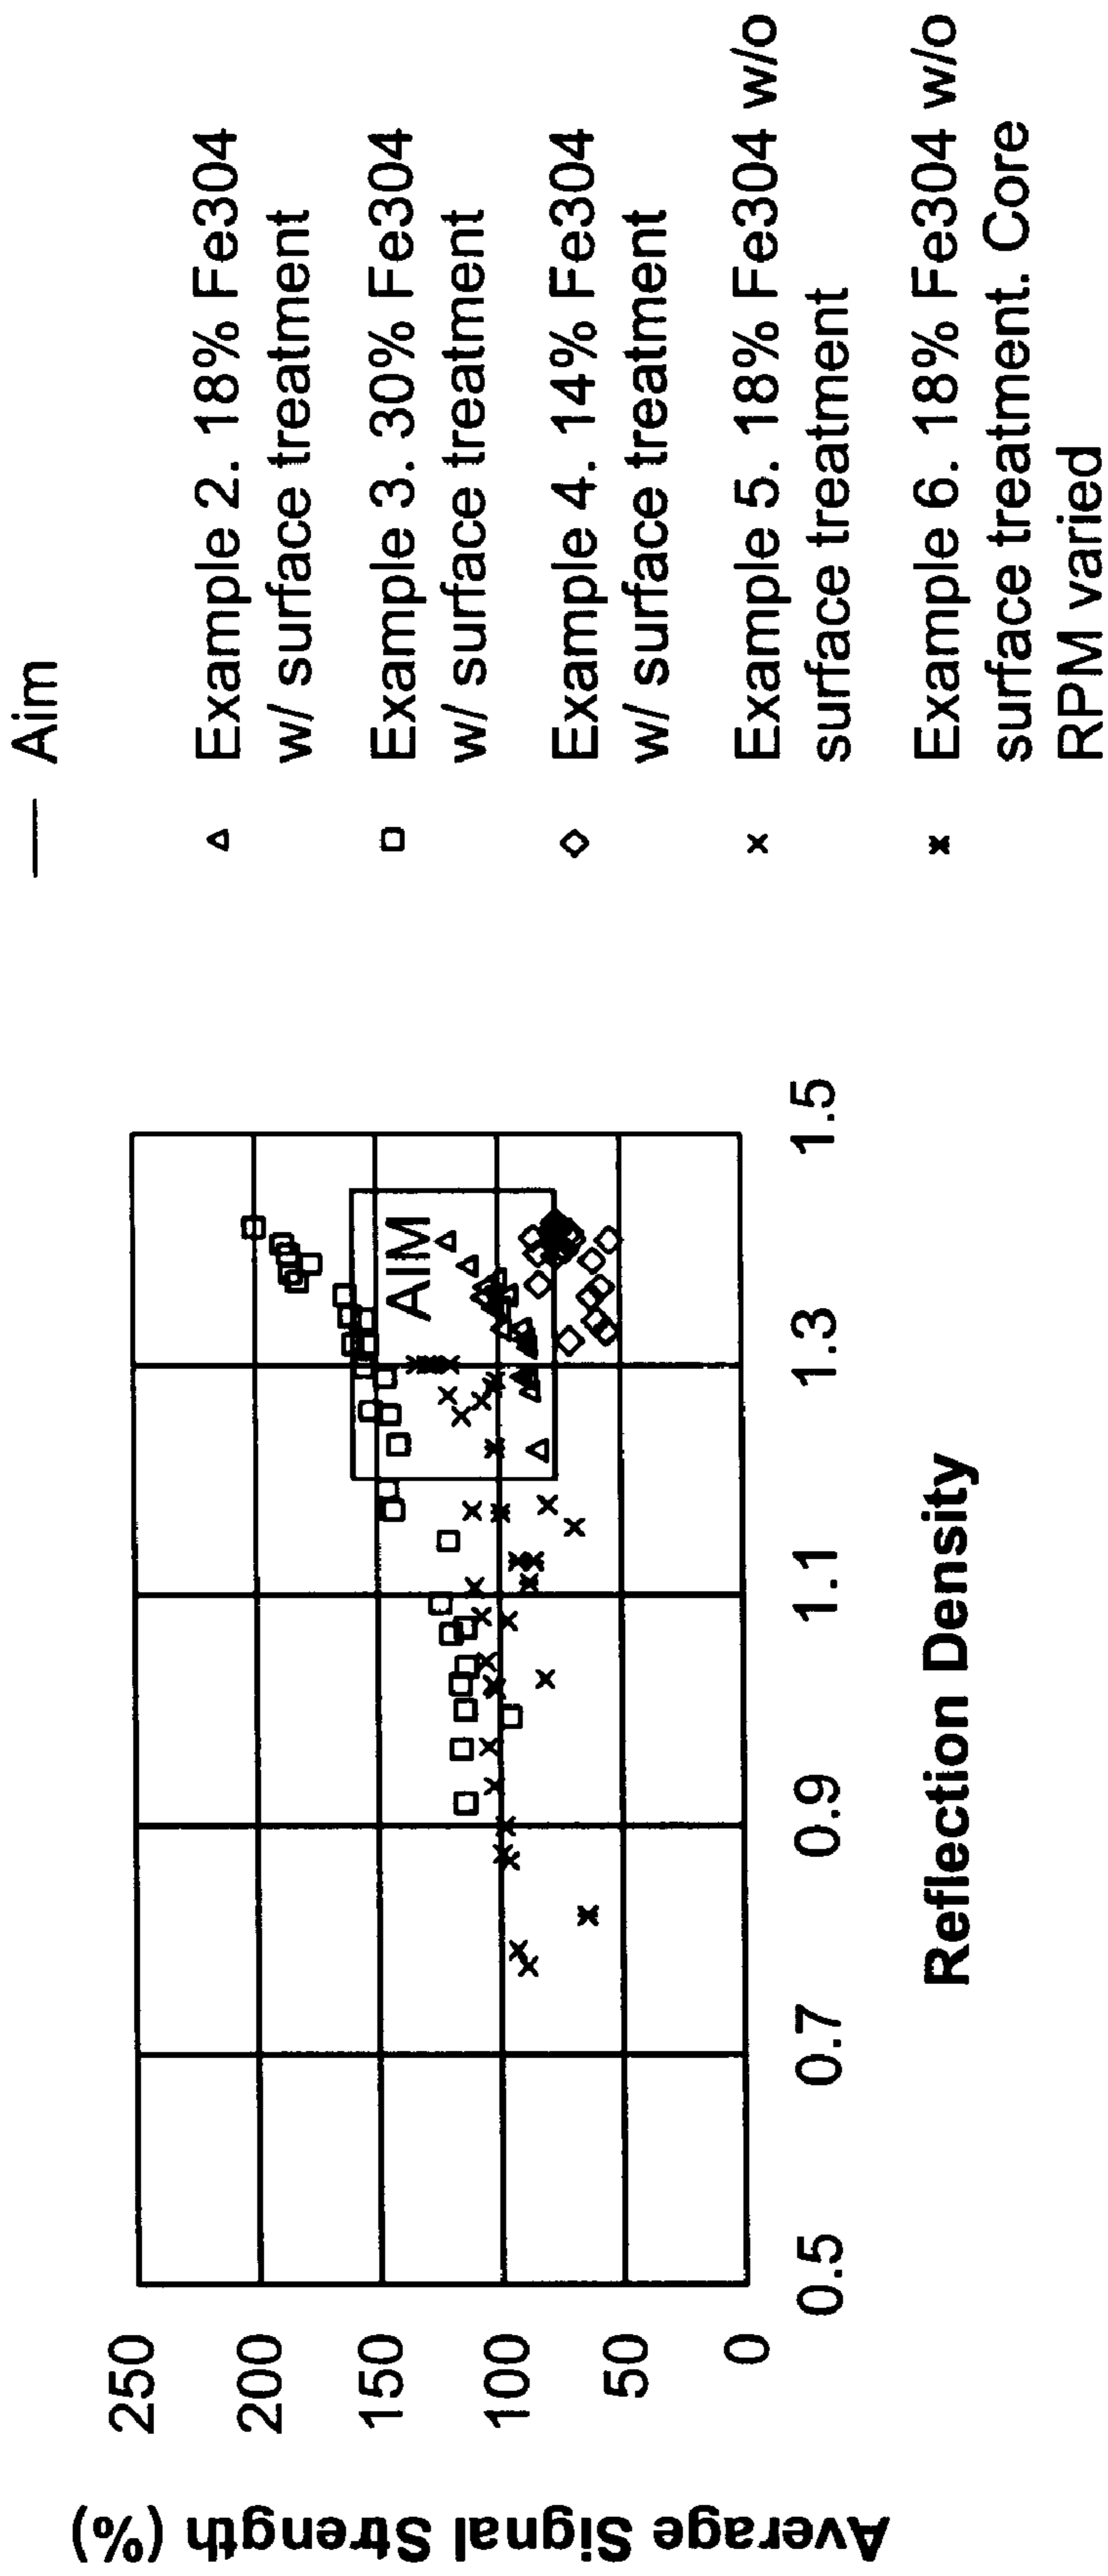 Average Signal Strength (%)
250
200
150
100
50
0
0.5
0.7
0.9
1.1
1.3
1.5
Reflection Density
AIM
Aim
Example 2. 18% Fe304
w/ surface treatment
Example 3. 30% Fe304
w/ surface treatment
Example 4. 14% Fe304
w/ surface treatment
Example 5. 18% Fe304 w/o
surface treatment
Example 6. 18% Fe304 w/o
surface treatment. Core
RPM varied